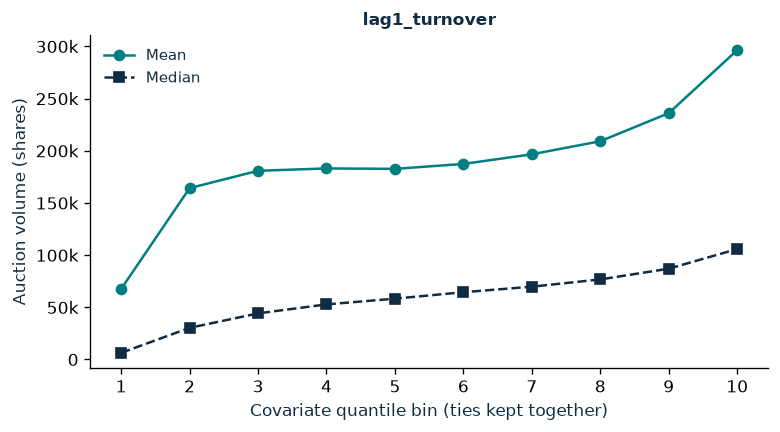 lag1_turnover
Mean
Median
Auction volume (shares)
300k
250k
200k
150k
100k
50k
0
1 2 3 4 5 6 7 8 9 10
Covariate quantile bin (ties kept together)